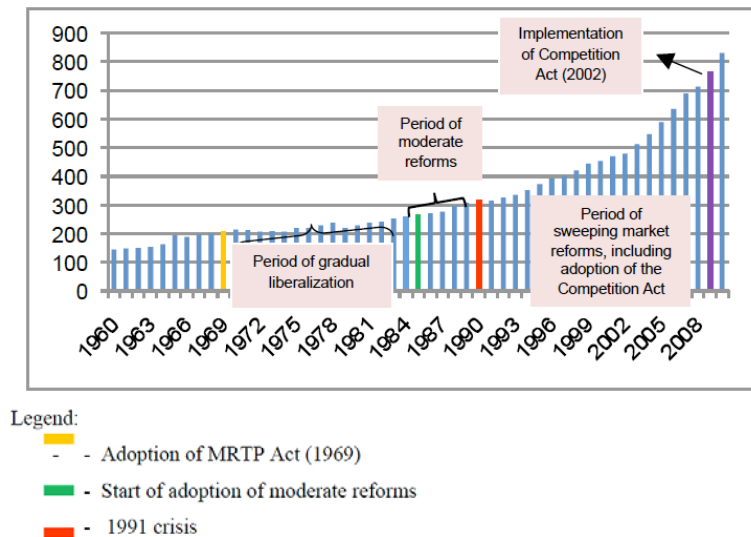 900
800
700
600
500
400
300
200
100
0
Implementation
of Competition
Act (2002)
Period of
moderate
reforms
Period of gradual
liberalization
Period of
sweeping market
reforms, including
adoption of the
Competition Act
1960
1963
1966
1969
1972
1975
1978
1981
1984
1987
1990
1993
1996
1999
2002
2005
2008
Legend:
- - Adoption of MRTP Act (1969)
- Start of adoption of moderate reforms
- 1991 crisis